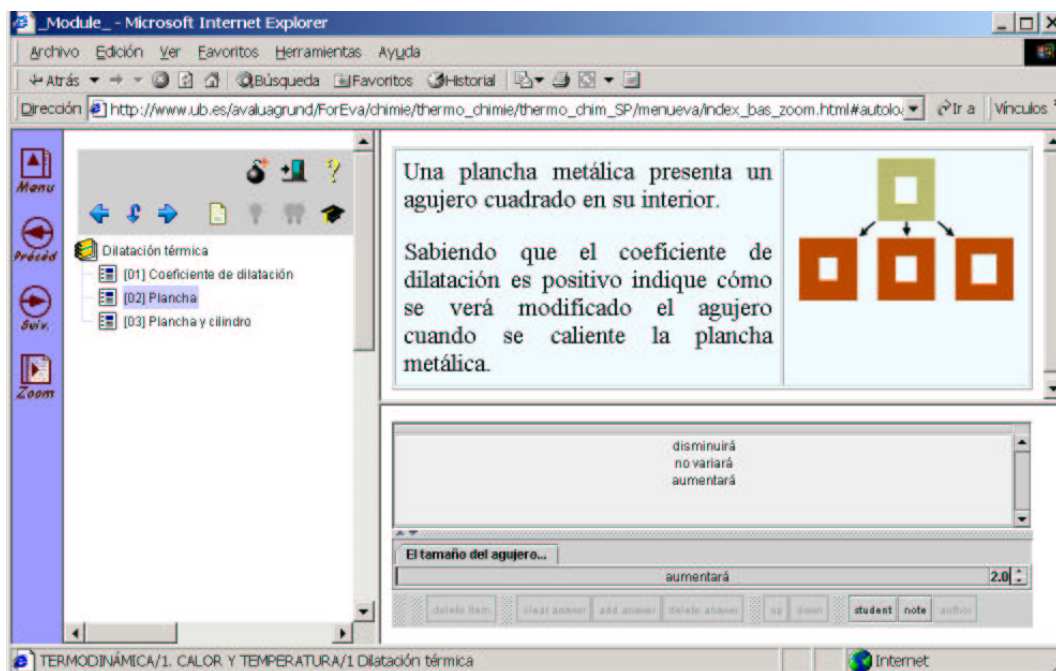 _Module_ - Microsoft Internet Explorer
Archivo Edición Ver Favoritos Herramientas Ayuda
Atrás Búsqueda Favoritos Historial
Dirección http://www.ub.es/avaluagrund/ForEva/chimie/thermo_chimie/thermo_chim_SP/menueva/index_bas_zoom.html#autoloa Ir a Vínculos
Menu
Précéd
Suiv.
Zoom
Dilatación térmica
[01] Coeficiente de dilatación
[02] Plancha
[03] Plancha y cilindro
Una plancha metálica presenta un
agujero cuadrado en su interior.
Sabiendo que el coeficiente de
dilatación es positivo indique cómo
se verá modificado el agujero
cuando se caliente la plancha
metálica.
disminuirá
no variará
aumentará
El tamaño del agujero...
aumentará 2.0
delete item clear answer add answer delete answer up down student note author
TERMODINÁMICA/1. CALOR Y TEMPERATURA/1 Dilatación térmica Internet